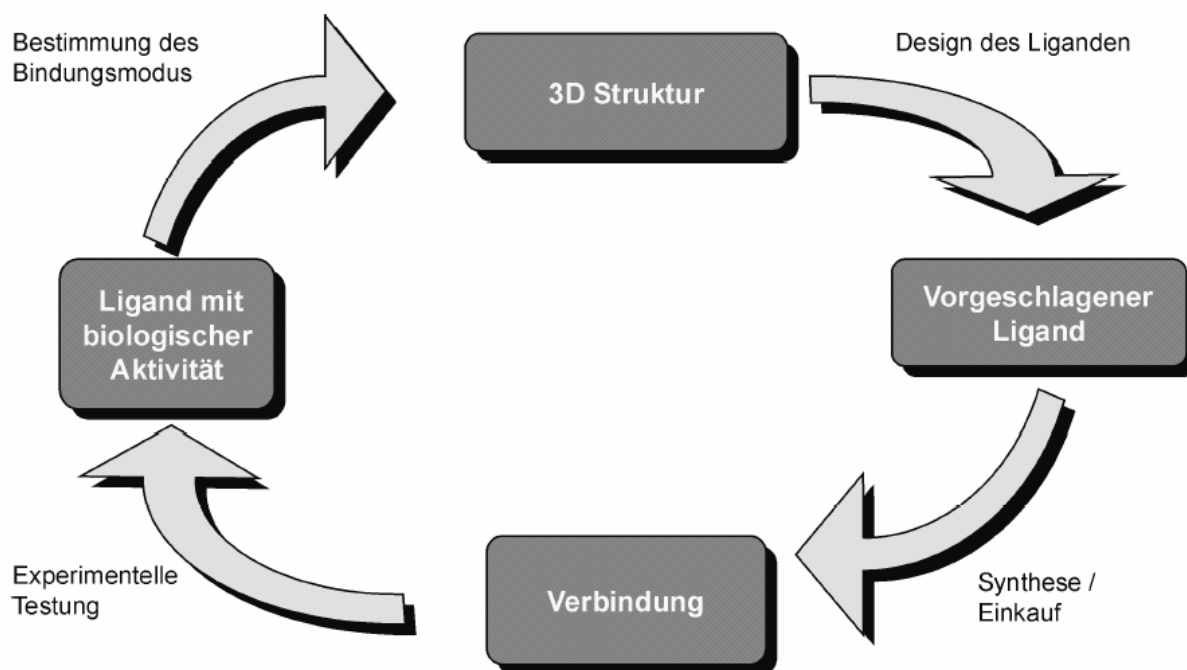 Bestimmung des
Bindungsmodus
3D Struktur
Design des Liganden
Ligand mit
biologischer
Aktivität
Vorgeschlagener
Ligand
Experimentelle
Testung
Verbindung
Synthese /
Einkauf